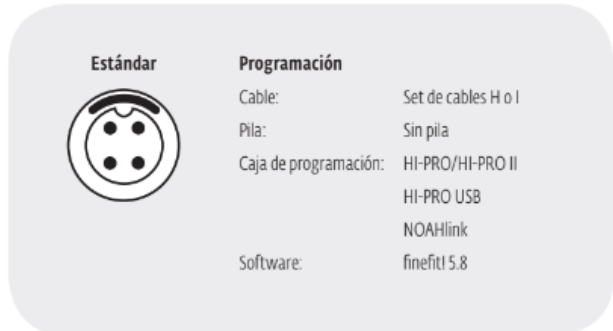 Estándar
Programación
Cable: Set de cables H o I
Pila: Sin pila
Caja de programación: HI-PRO/HI-PRO II
HI-PRO USB
NOAHlink
Software: finefit! 5.8